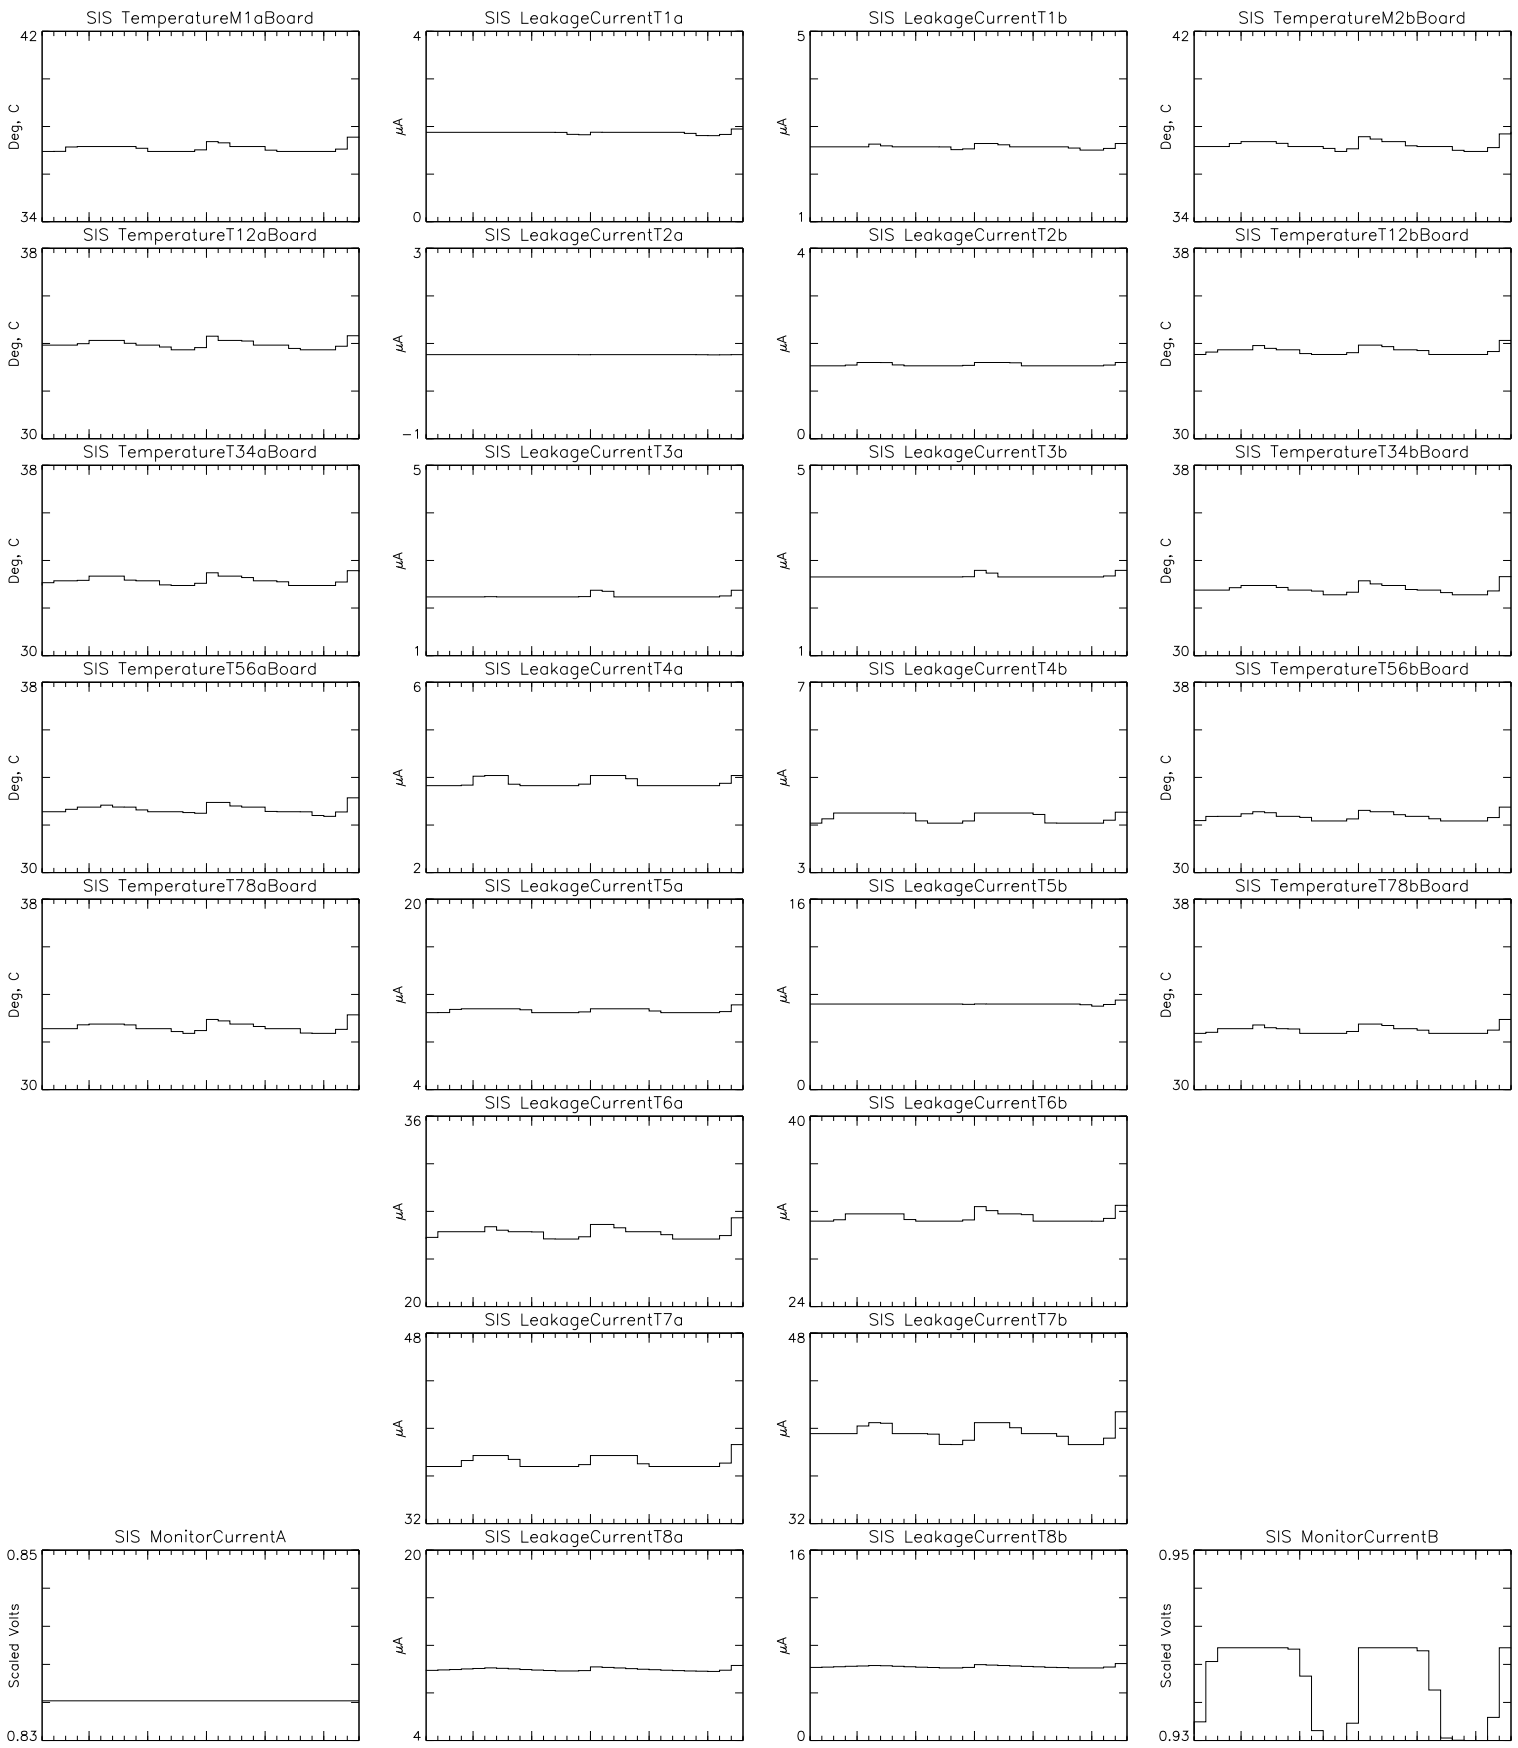 SIS TemperatureM1aBoard
42
Deg, C
34
SIS LeakageCurrentT1a
4
μA
0
SIS LeakageCurrentT1b
5
μA
1
SIS TemperatureM2bBoard
42
Deg, C
34
SIS TemperatureT12aBoard
38
Deg, C
30
SIS LeakageCurrentT2a
3
μA
−1
SIS LeakageCurrentT2b
4
μA
0
SIS TemperatureT12bBoard
38
Deg, C
30
SIS TemperatureT34aBoard
38
Deg, C
30
SIS LeakageCurrentT3a
5
μA
1
SIS LeakageCurrentT3b
5
μA
1
SIS TemperatureT34bBoard
38
Deg, C
30
SIS TemperatureT56aBoard
38
Deg, C
30
SIS LeakageCurrentT4a
6
μA
2
SIS LeakageCurrentT4b
7
μA
3
SIS TemperatureT56bBoard
38
Deg, C
30
SIS TemperatureT78aBoard
38
Deg, C
30
SIS LeakageCurrentT5a
20
μA
4
SIS LeakageCurrentT5b
16
μA
0
SIS TemperatureT78bBoard
38
Deg, C
30
SIS LeakageCurrentT6a
36
μA
20
SIS LeakageCurrentT6b
40
μA
24
SIS LeakageCurrentT7a
48
μA
32
SIS LeakageCurrentT7b
48
μA
32
SIS MonitorCurrentA
0.85
Scaled Volts
0.83
SIS LeakageCurrentT8a
20
μA
4
SIS LeakageCurrentT8b
16
μA
0
SIS MonitorCurrentB
0.95
Scaled Volts
0.93